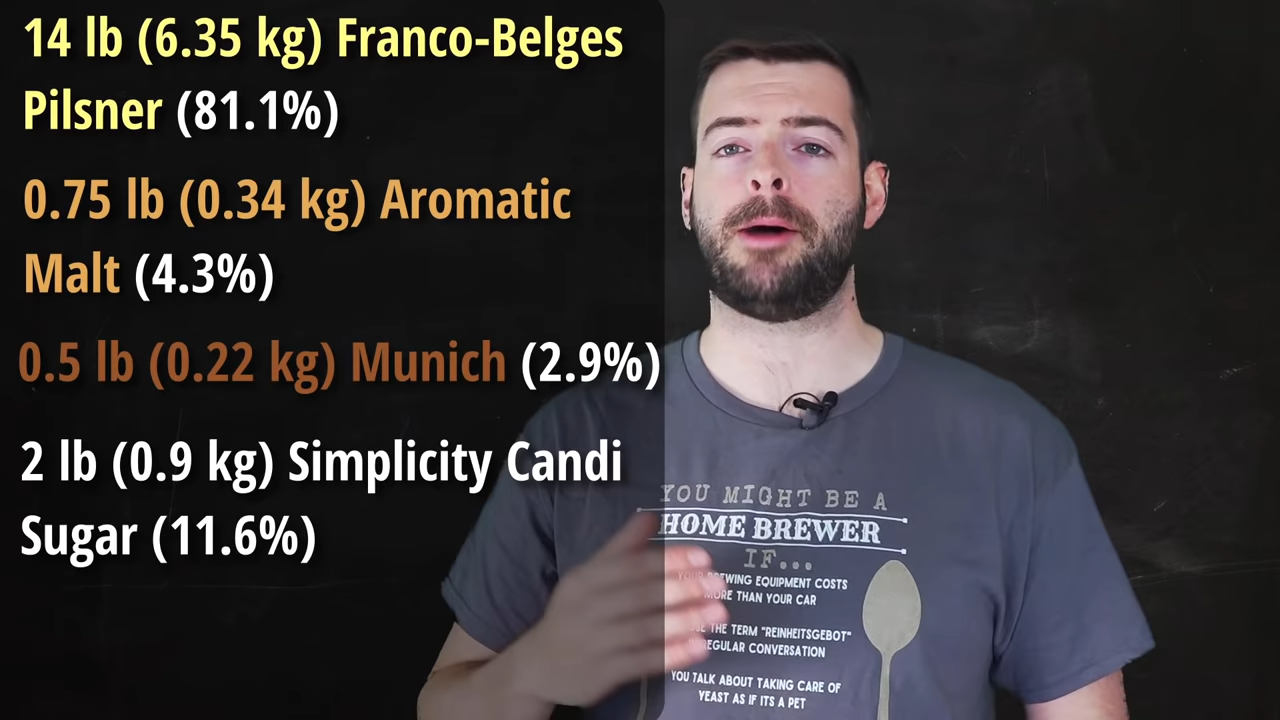 14 lb (6.35 kg) Franco-Belges
Pilsner (81.1%)
0.75 lb (0.34 kg) Aromatic
Malt (4.3%)
0.5 lb (0.22 kg) Munich (2.9%)
2 lb (0.9 kg) Simplicity Candi
Sugar (11.6%)
YOU MIGHT BE A
HOME BREWER
IF...
BREWING EQUIPMENT COSTS
MORE THAN YOUR CAR
THE TERM "REINHEITSGEBOT"
REGULAR CONVERSATION
YOU TALK ABOUT TAKING CARE OF
YEAST AS IF ITS A PET